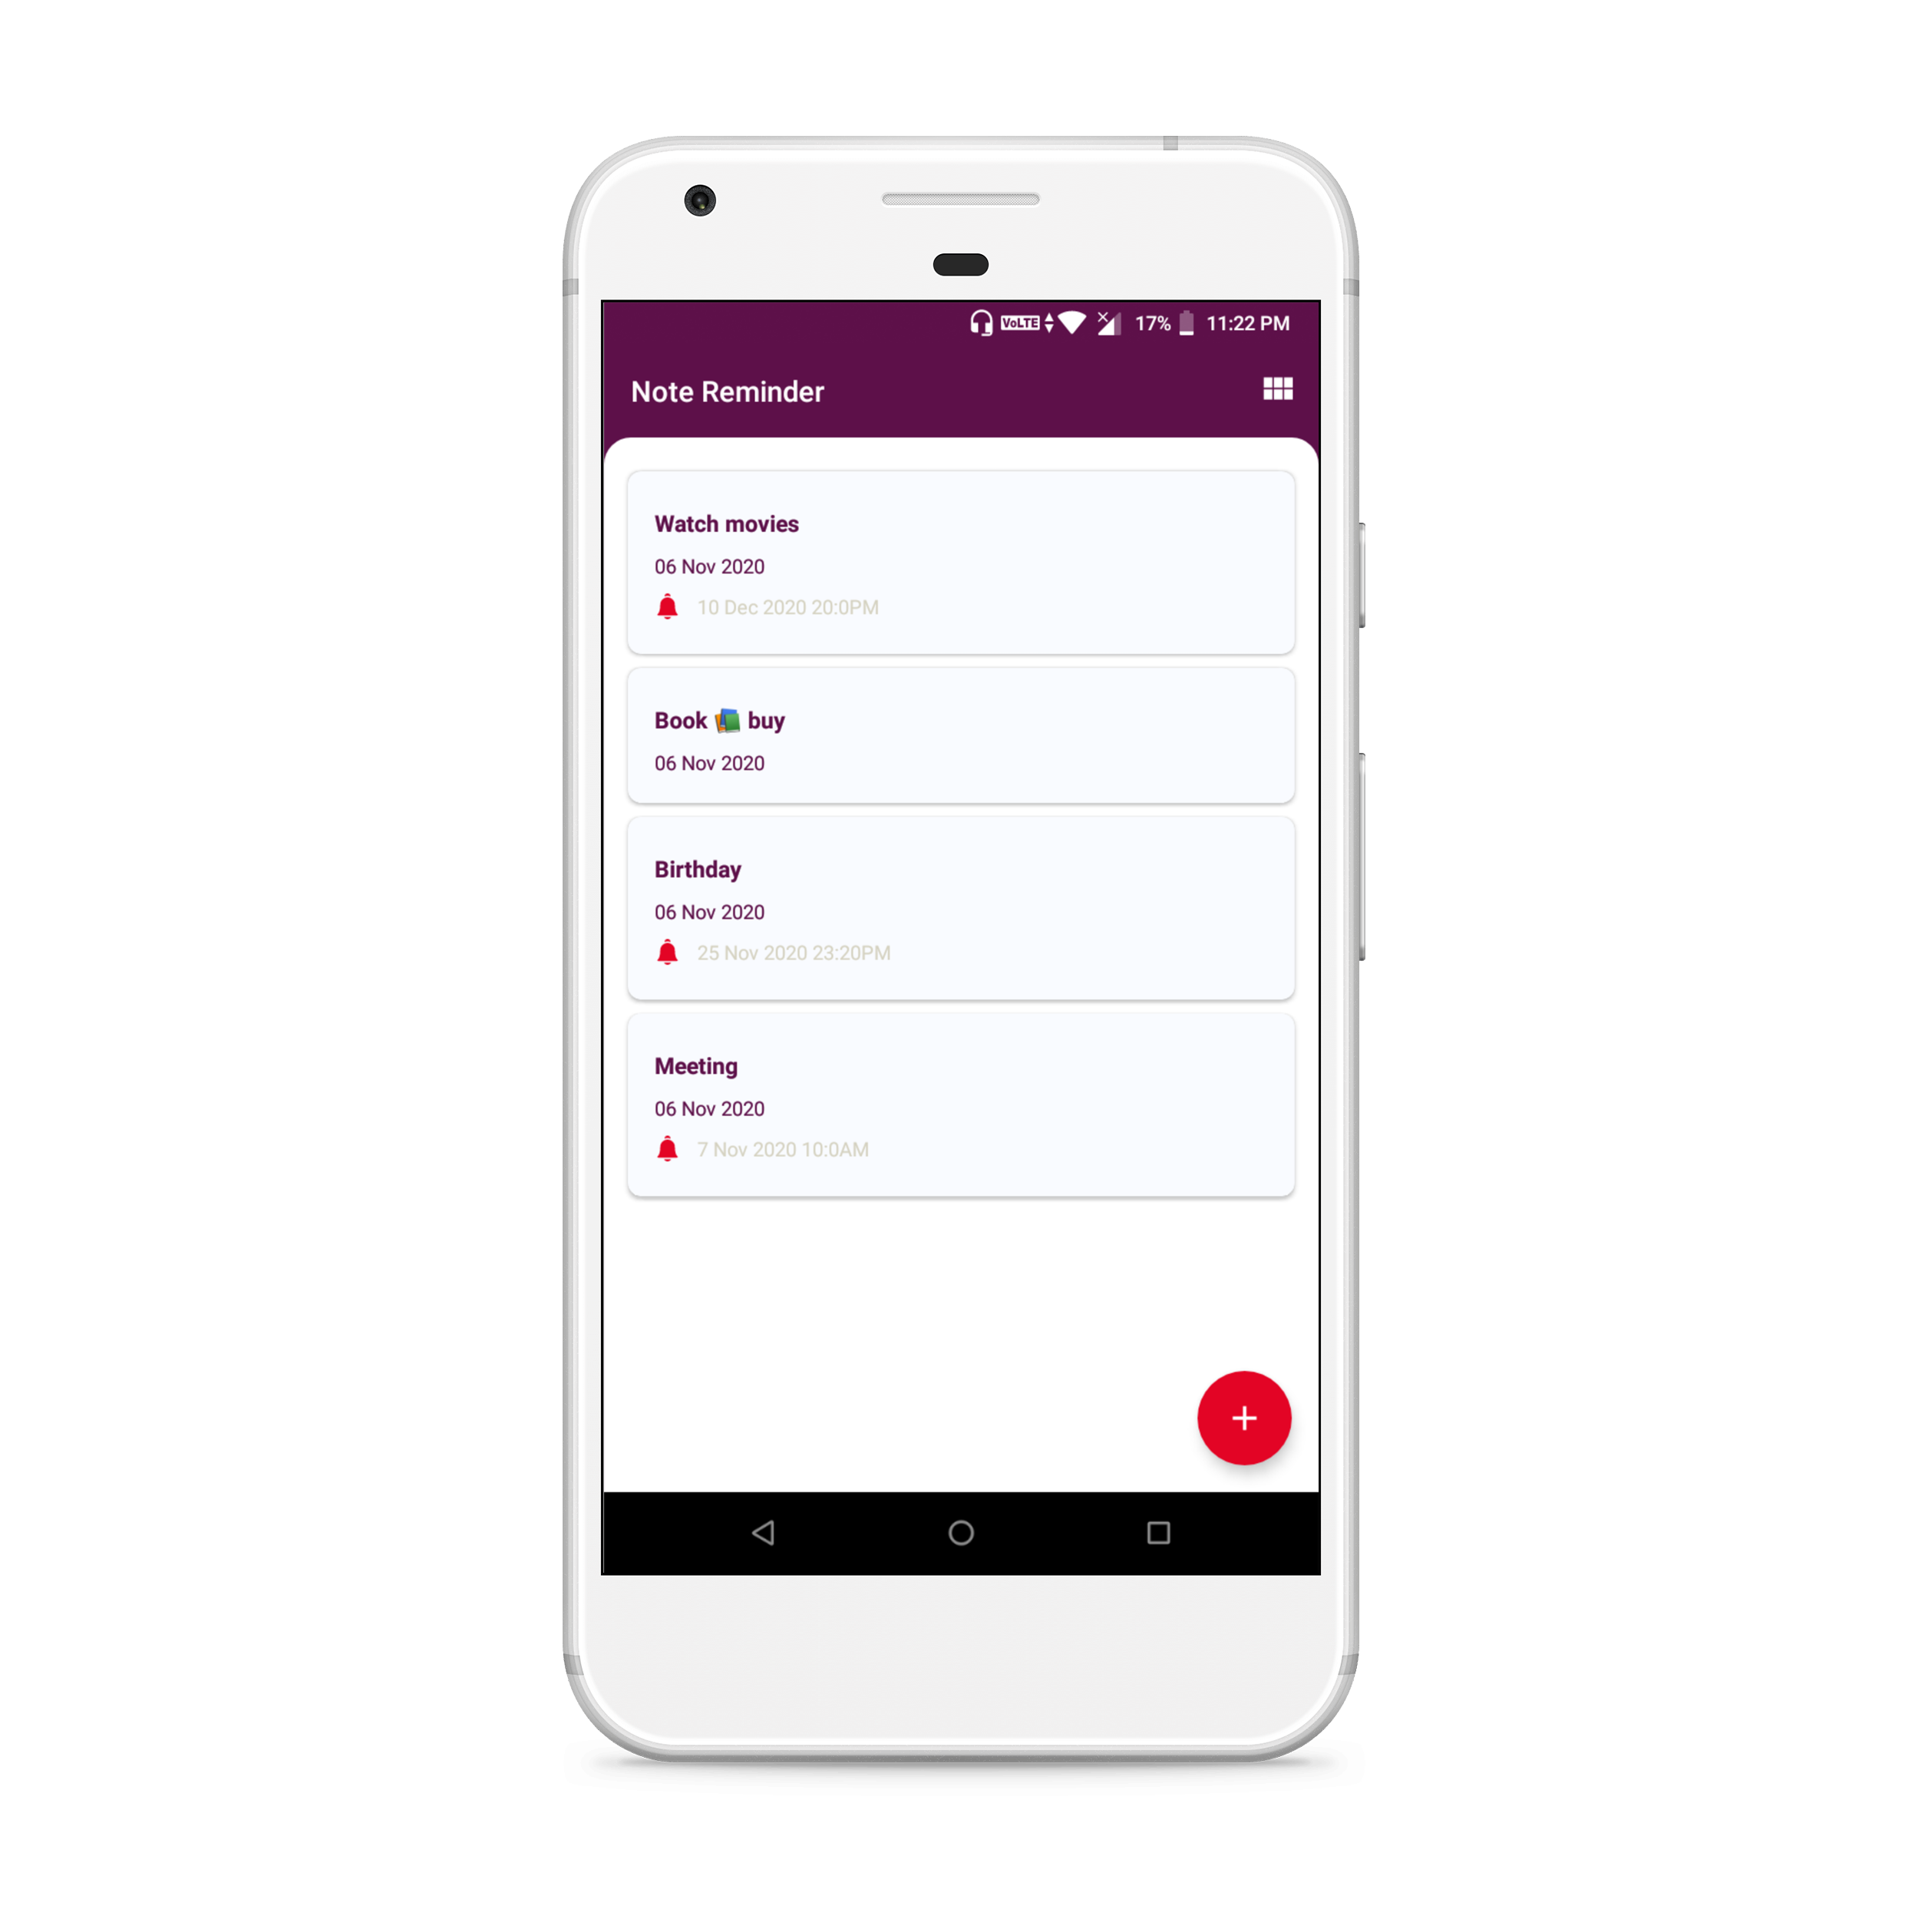 VoLTE 17% 11:22 PM
Note Reminder
Watch movies
06 Nov 2020
10 Dec 2020 20:0PM
Book 📚 buy
06 Nov 2020
Birthday
06 Nov 2020
25 Nov 2020 23:20PM
Meeting
06 Nov 2020
7 Nov 2020 10:0AM